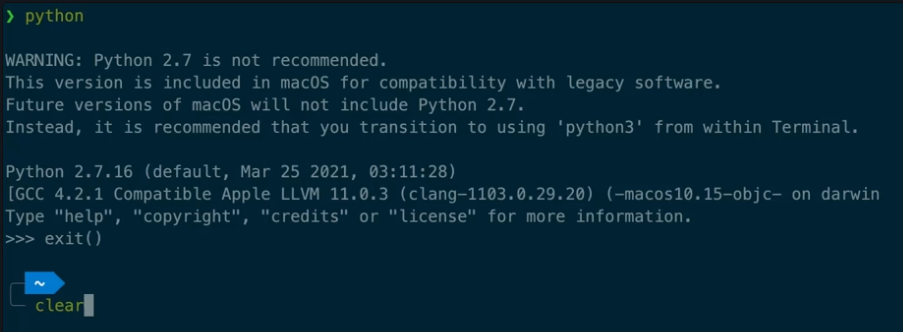 ❯ python
WARNING: Python 2.7 is not recommended.
This version is included in macOS for compatibility with legacy software.
Future versions of macOS will not include Python 2.7.
Instead, it is recommended that you transition to using 'python3' from within Terminal.
Python 2.7.16 (default, Mar 25 2021, 03:11:28)
[GCC 4.2.1 Compatible Apple LLVM 11.0.3 (clang-1103.0.29.20) (-macos10.15-objc- on darwin
Type "help", "copyright", "credits" or "license" for more information.
>>> exit()
~
clear